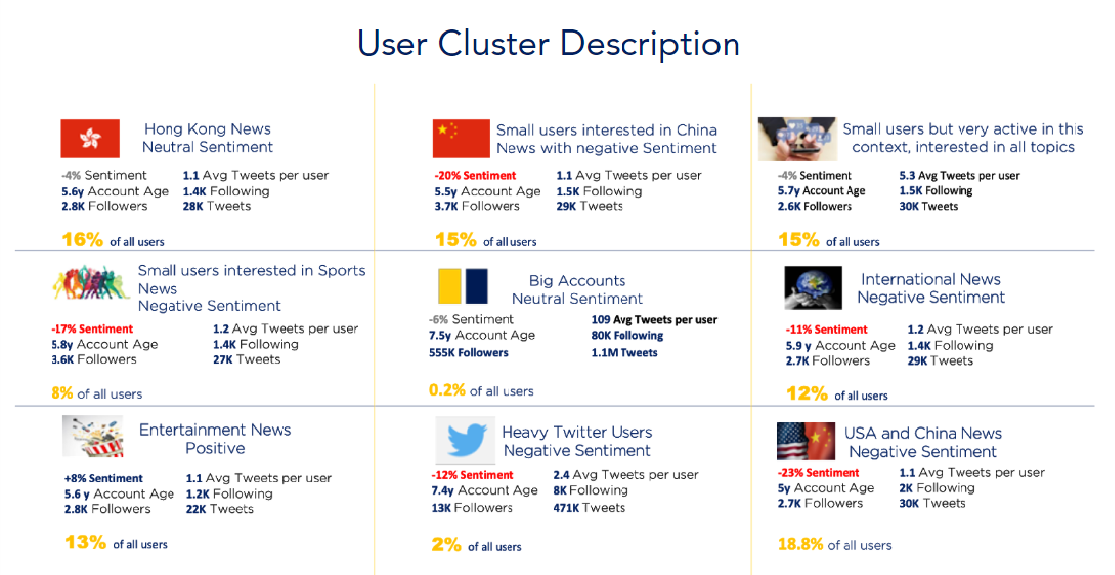 User Cluster Description
Hong Kong News
Neutral Sentiment
-4% Sentiment
1.1 Avg Tweets per user
5.6y Account Age
1.4K Following
2.8K Followers
28K Tweets
16% of all users
Small users interested in China
News with negative Sentiment
-20% Sentiment
1.1 Avg Tweets per user
5.5y Account Age
1.5K Following
3.7K Followers
29K Tweets
15% of all users
Small users but very active in this
context, interested in all topics
-4% Sentiment
5.3 Avg Tweets per user
5.7y Account Age
1.5K Following
2.6K Followers
30K Tweets
15% of all users
Small users interested in Sports
News
Negative Sentiment
-17% Sentiment
1.2 Avg Tweets per user
5.8y Account Age
1.4K Following
3.6K Followers
27K Tweets
8% of all users
Big Accounts
Neutral Sentiment
-6% Sentiment
109 Avg Tweets per user
7.5y Account Age
80K Following
555K Followers
1.1M Tweets
0.2% of all users
International News
Negative Sentiment
-11% Sentiment
1.2 Avg Tweets per user
5.9 y Account Age
1.4K Following
2.7K Followers
29K Tweets
12% of all users
Entertainment News
Positive
+8% Sentiment
1.1 Avg Tweets per user
5.6 y Account Age
1.2K Following
2.8K Followers
22K Tweets
13% of all users
Heavy Twitter Users
Negative Sentiment
-12% Sentiment
2.4 Avg Tweets per user
7.4y Account Age
8K Following
13K Followers
471K Tweets
2% of all users
USA and China News
Negative Sentiment
-23% Sentiment
1.1 Avg Tweets per user
5y Account Age
2K Following
2.7K Followers
30K Tweets
18.8% of all users